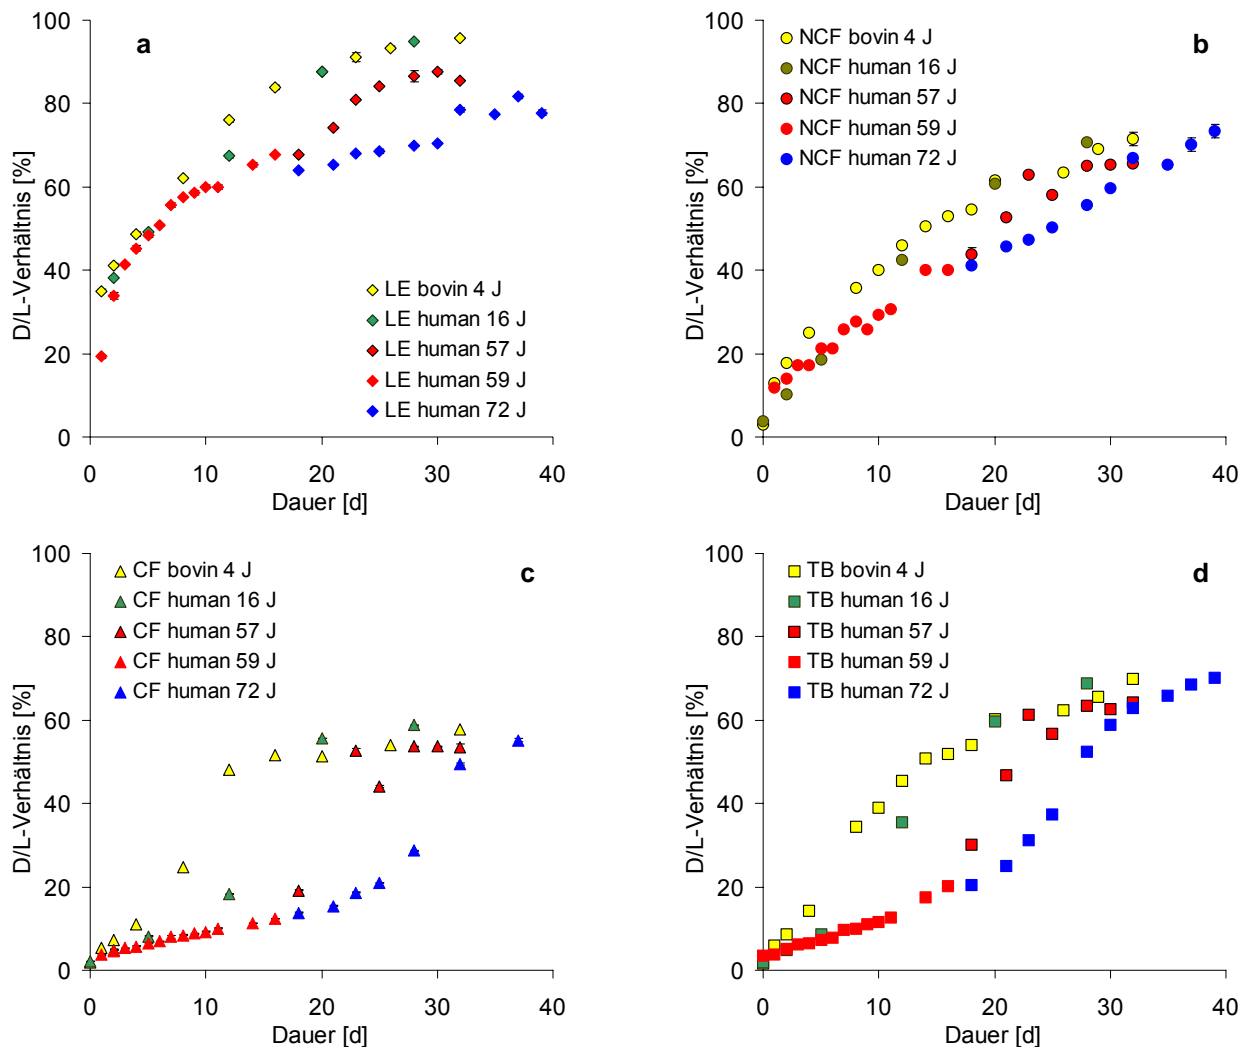 a
D/L-Verhältnis [%]
100
80
60
40
20
0
LE bovin 4 J
LE human 16 J
LE human 57 J
LE human 59 J
LE human 72 J
0 10 20 30 40
Dauer [d]
b
D/L-Verhältnis [%]
100
80
60
40
20
0
NCF bovin 4 J
NCF human 16 J
NCF human 57 J
NCF human 59 J
NCF human 72 J
0 10 20 30 40
Dauer [d]
c
D/L-Verhältnis [%]
100
80
60
40
20
0
CF bovin 4 J
CF human 16 J
CF human 57 J
CF human 59 J
CF human 72 J
0 10 20 30 40
Dauer [d]
d
D/L-Verhältnis [%]
100
80
60
40
20
0
TB bovin 4 J
TB human 16 J
TB human 57 J
TB human 59 J
TB human 72 J
0 10 20 30 40
Dauer [d]